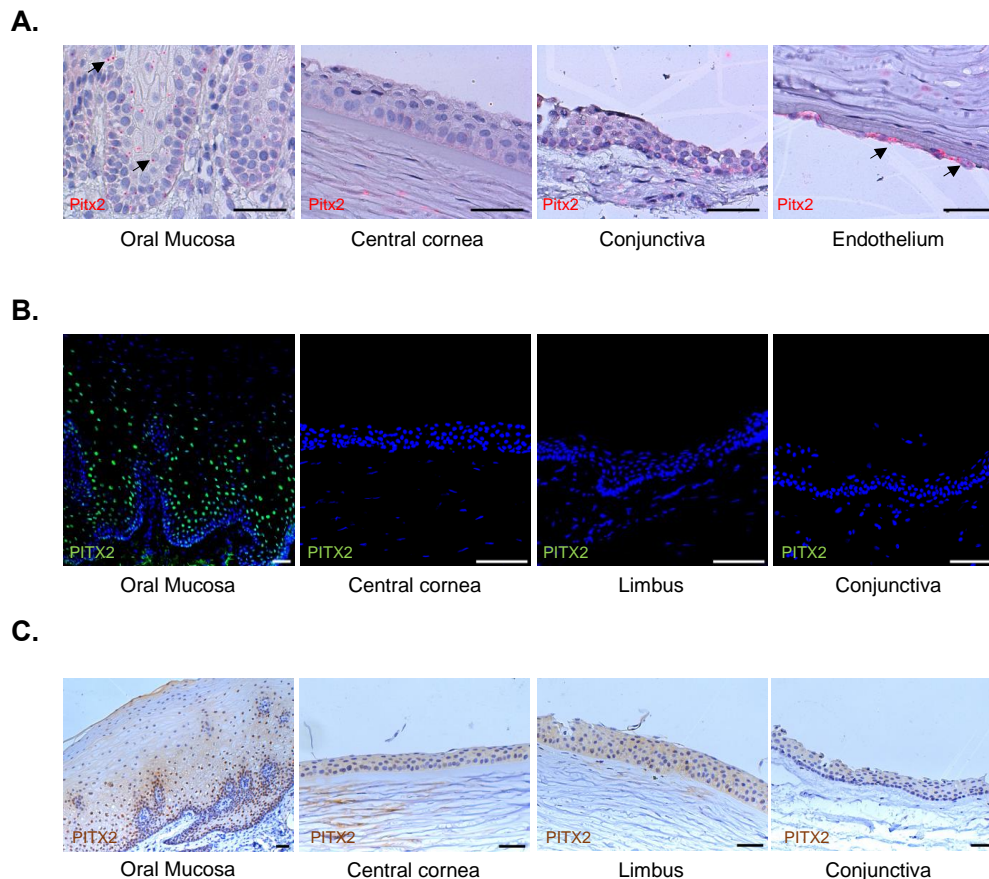 A.
Pitx2 Pitx2 Pitx2 Pitx2
Oral Mucosa Central cornea Conjunctiva Endothelium
B.
PITX2 PITX2 PITX2 PITX2
Oral Mucosa Central cornea Limbus Conjunctiva
C.
PITX2 PITX2 PITX2 PITX2
Oral Mucosa Central cornea Limbus Conjunctiva